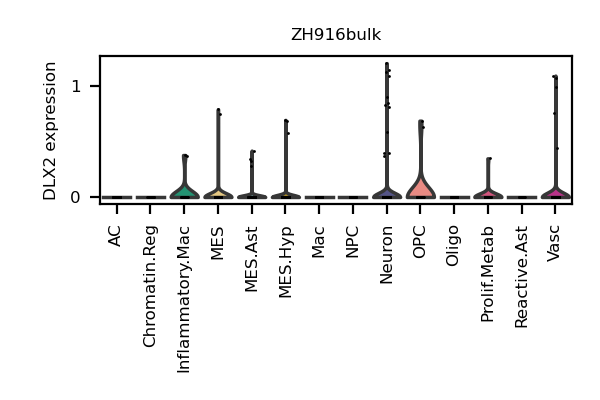 ZH916bulk
DLX2 expression
1
0
AC
Chromatin.Reg
Inflammatory.Mac
MES
MES.Ast
MES.Hyp
Mac
NPC
Neuron
OPC
Oligo
Prolif.Metab
Reactive.Ast
Vasc